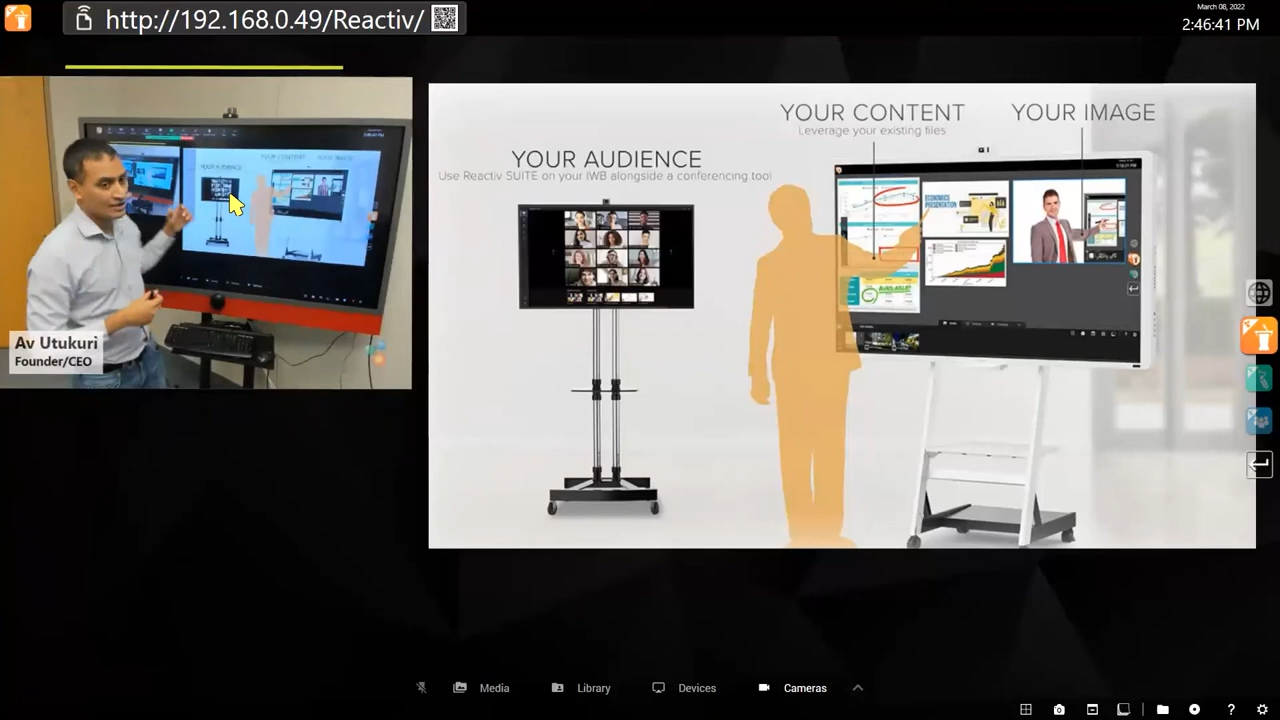 http://192.168.0.49/Reactiv/
March 08, 2022
2:46:41 PM
Av Utukuri
Founder/CEO
YOUR AUDIENCE
Use Reactiv SUITE on your IWB alongside a conferencing tool
YOUR CONTENT
Leverage your existing files
YOUR IMAGE
ECONOMICS
PRESENTATION
AVAILABLE
Media
Library
Devices
Cameras
?